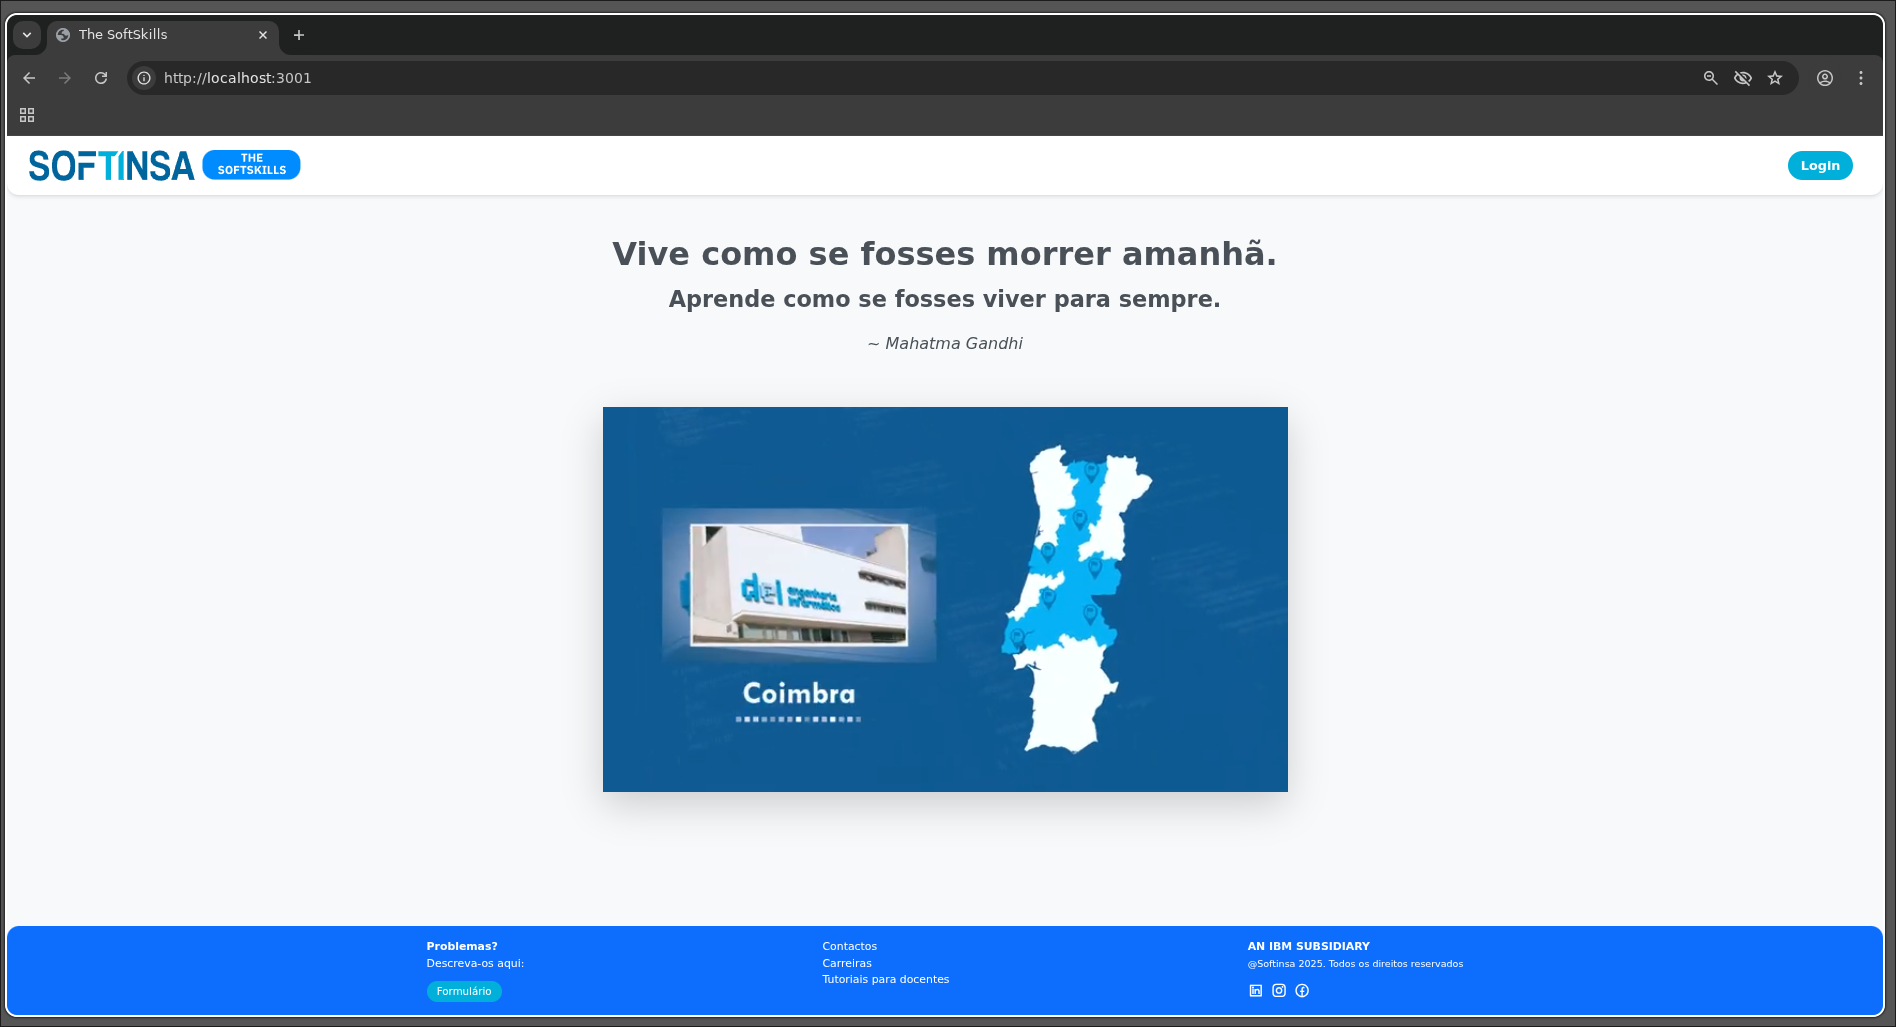 The SoftSkills
http://localhost:3001
SOFTINSA
THE
SOFTSKILLS
Login
Vive como se fosses morrer amanhã.
Aprende como se fosses viver para sempre.
~ Mahatma Gandhi
dei engenharia
informática
Coimbra
Problemas?
Descreva-os aqui:
Formulário
Contactos
Carreiras
Tutoriais para docentes
AN IBM SUBSIDIARY
@Softinsa 2025. Todos os direitos reservados